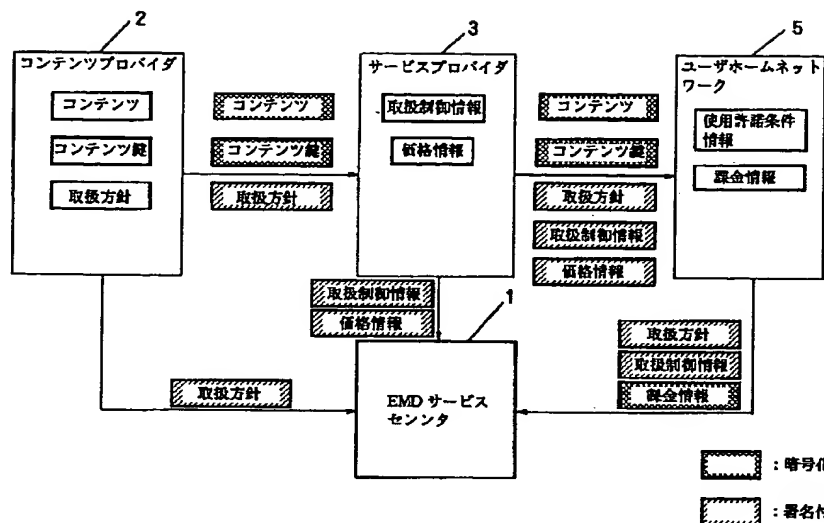 2
コンテンツプロバイダ
コンテンツ
コンテンツ鍵
取扱方針
コンテンツ
コンテンツ鍵
取扱方針
3
サービスプロバイダ
取扱制御情報
価格情報
コンテンツ
コンテンツ鍵
取扱方針
取扱制御情報
価格情報
5
ユーザホームネット
ワーク
使用許諾条件
情報
課金情報
取扱制御情報
価格情報
1
EMD サービス
センンタ
取扱方針
取扱方針
取扱制御情報
課金情報
:暗号化
:署名付